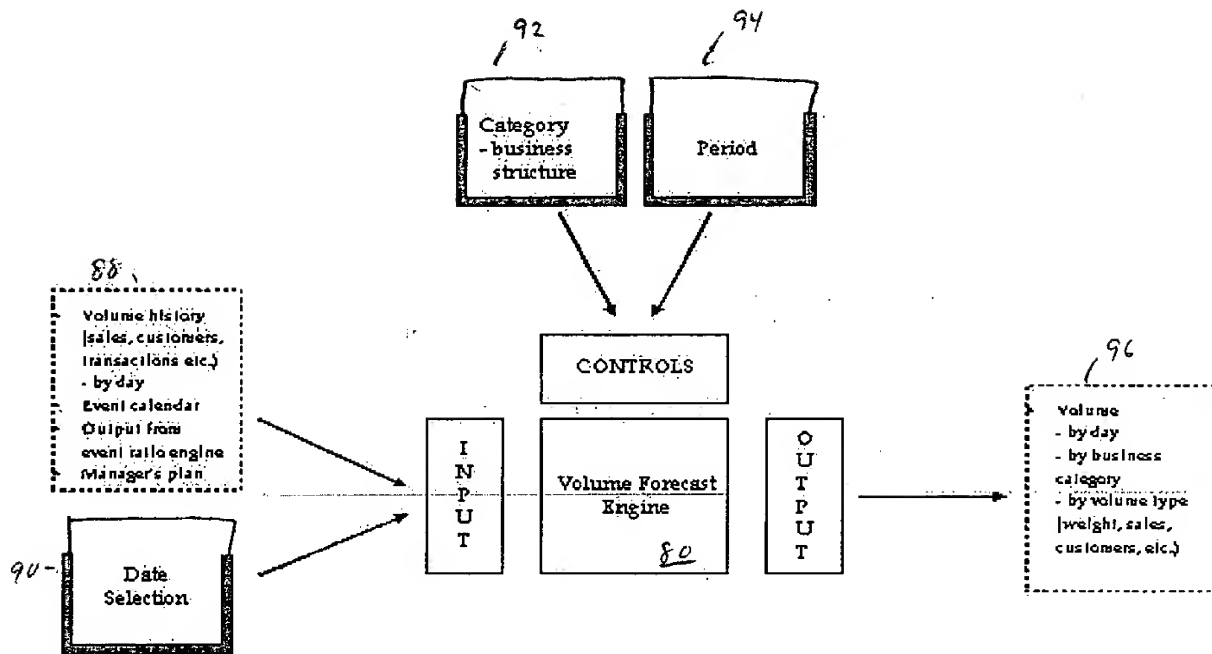 92
94
Category
- business
structure
Period
88
Volume history
(sales, customers,
transactions etc.)
- by day
Event calendar
Output from
event ratio engine
Manager's plan
CONTROLS
INPUT
Volume Forecast
Engine
80
OUTPUT
96
Volume
- by day
- by business
category
- by volume type
(weight, sales,
customers, etc.)
90
Date
Selection